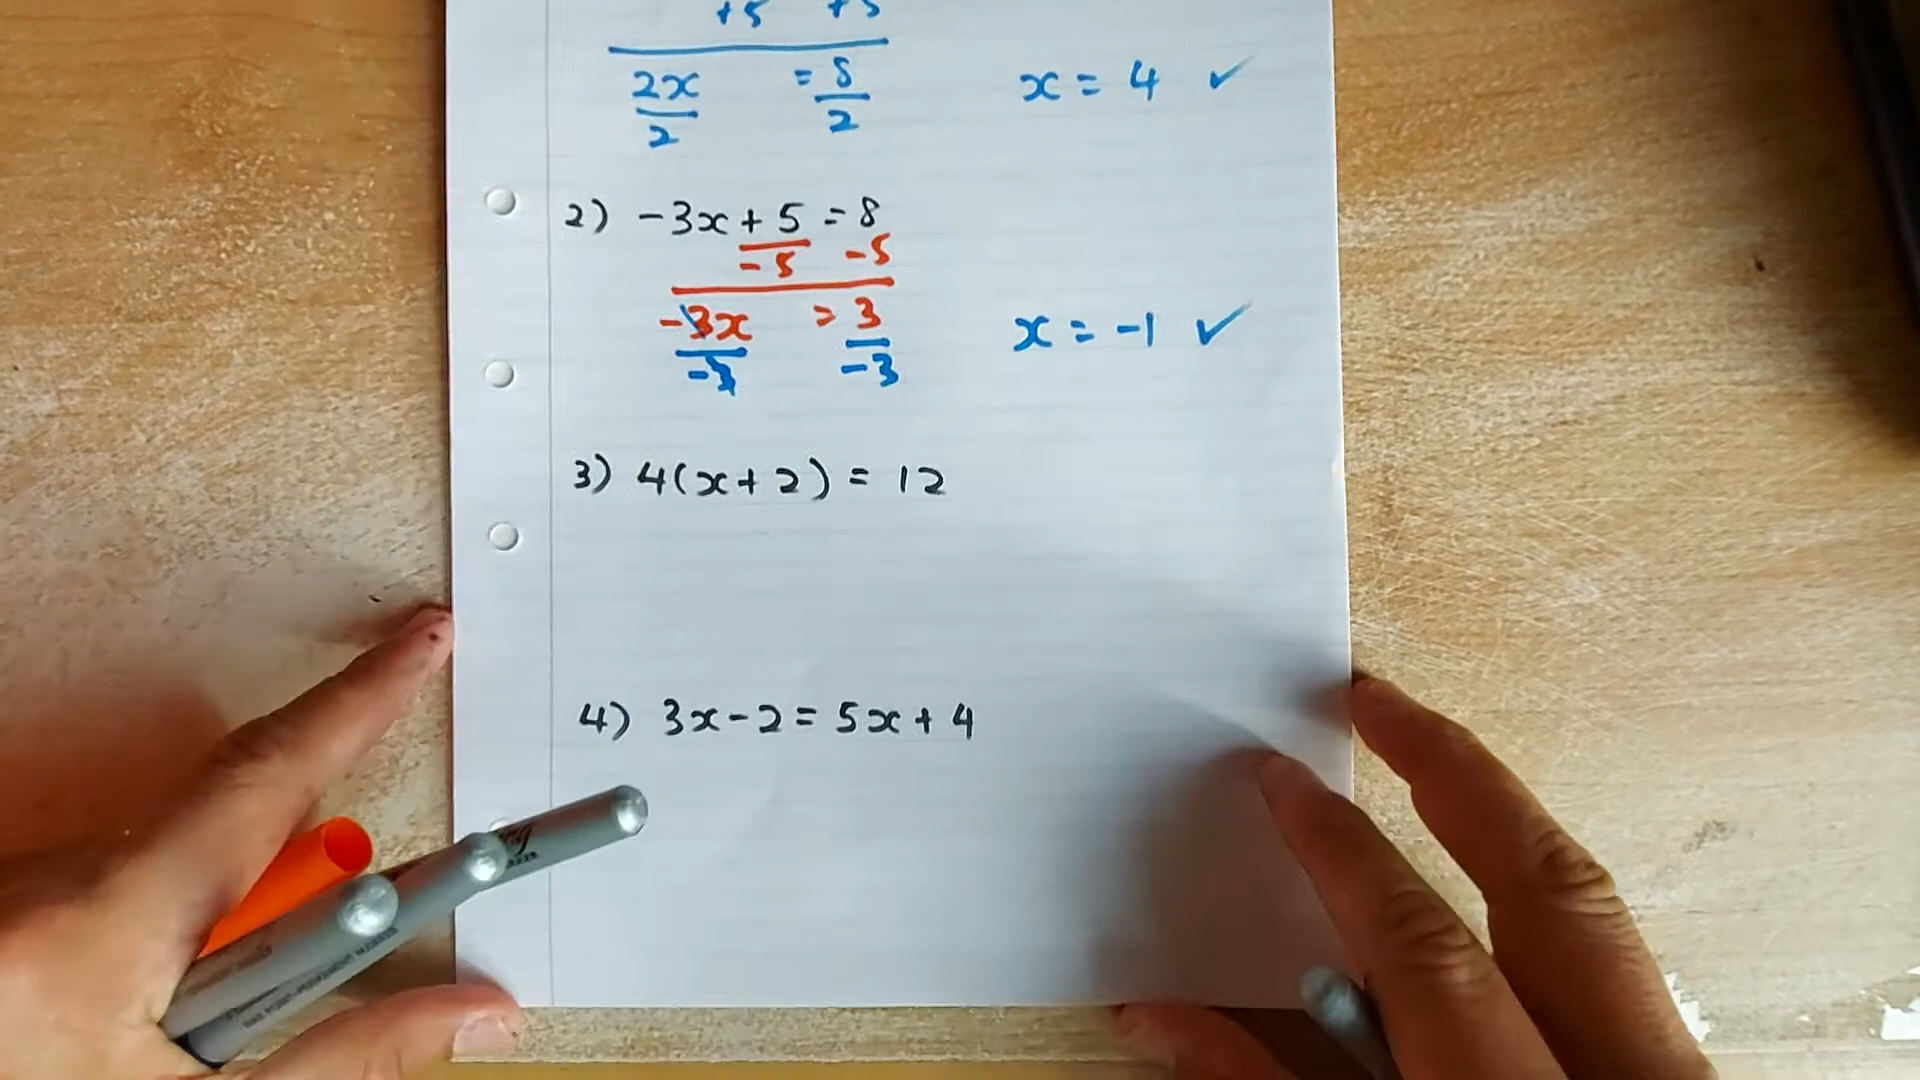 +5 +5
2x = 8
2 2
x = 4 ✓
2) -3x + 5 = 8
-5 -5
-3x = 3
-3 -3
x = -1 ✓
3) 4(x + 2) = 12
4) 3x - 2 = 5x + 4